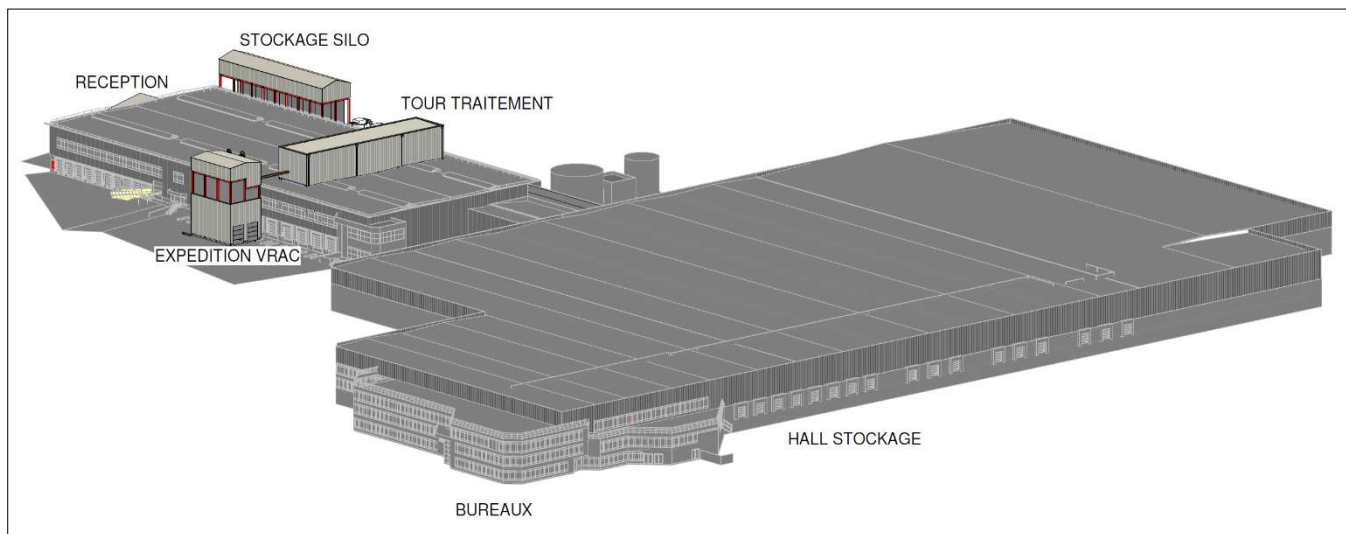 STOCKAGE SILO
RECEPTION
TOUR TRAITEMENT
EXPEDITION VRAC
HALL STOCKAGE
BUREAUX